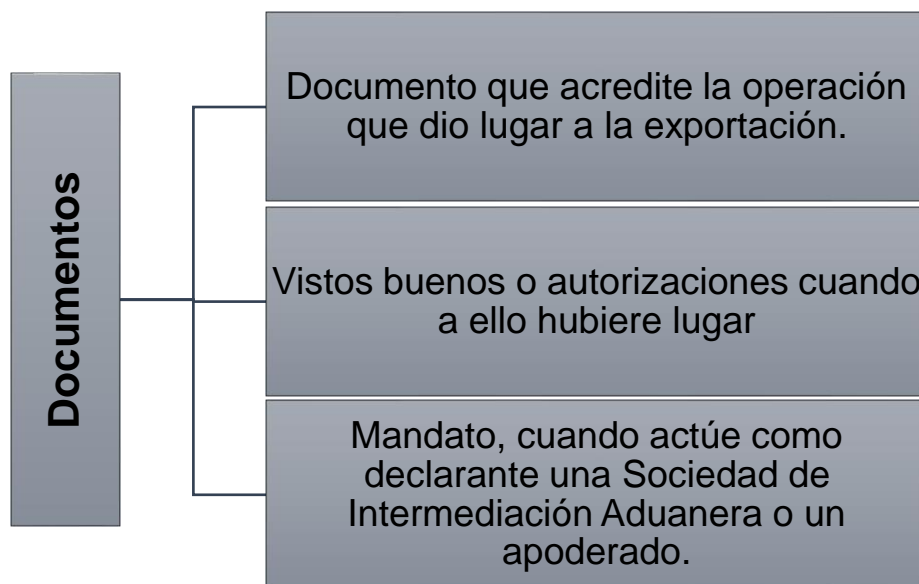 Documentos
Documento que acredite la operación
que dio lugar a la exportación.
Vistos buenos o autorizaciones cuando
a ello hubiere lugar
Mandato, cuando actúe como
declarante una Sociedad de
Intermediación Aduanera o un
apoderado.